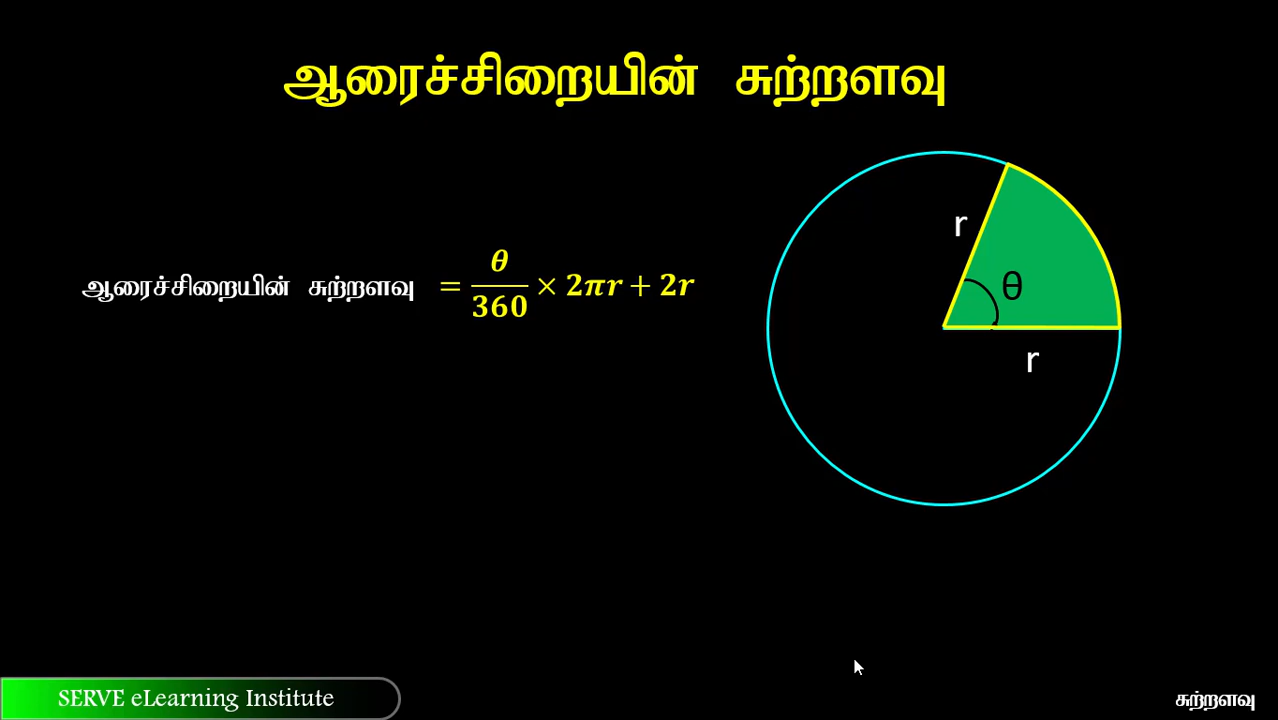 ஆரைச்சிறையின் சுற்றளவு
ஆரைச்சிறையின் சுற்றளவு = θ/360 × 2πr + 2r
r
θ
r
SERVE eLearning Institute
சுற்றளவு